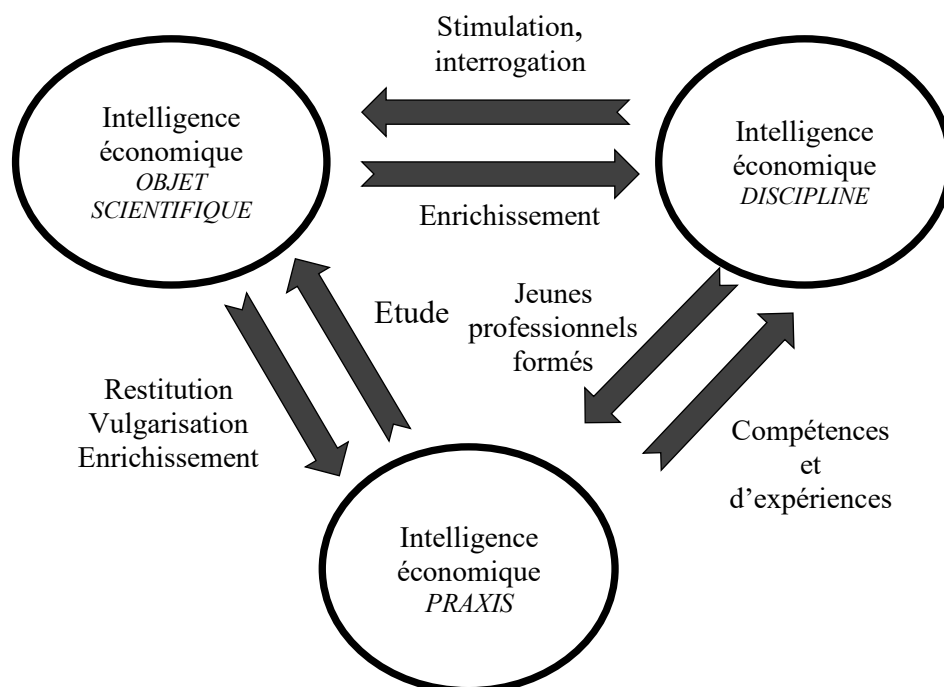 Stimulation,
interrogation
Intelligence
économique
OBJET
SCIENTIFIQUE
Intelligence
économique
DISCIPLINE
Enrichissement
Etude
Jeunes
professionnels
formés
Restitution
Vulgarisation
Enrichissement
Compétences
et
d’expériences
Intelligence
économique
PRAXIS